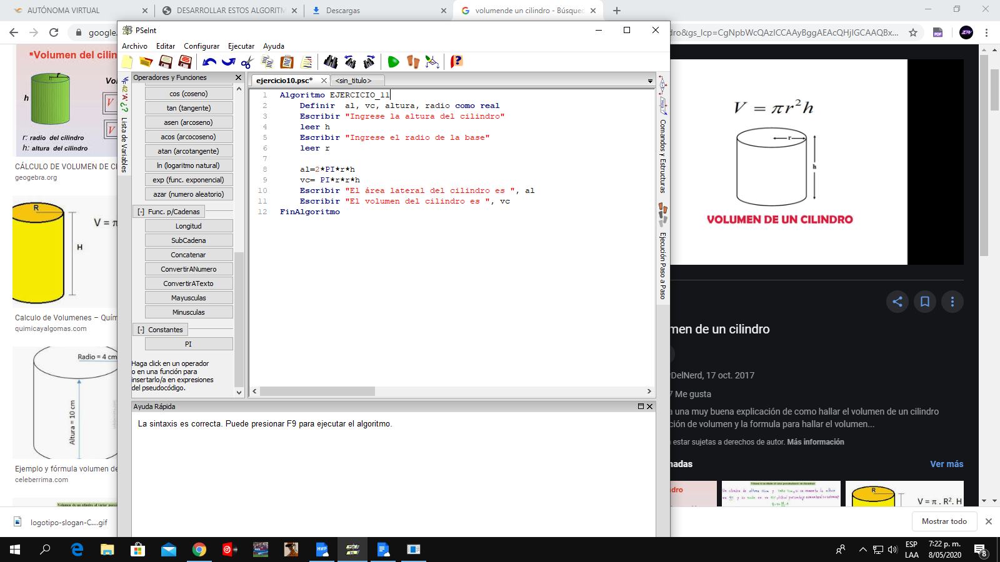 AUTÓNOMA VIRTUAL
DESARROLLAR ESTOS ALGORITM
Descargas
volumende un cilindro - Búsqued
google.
dro&gs_lcp=CgNpbWcQAzICCAAyBggAEAcQHjIGCAAQBx...
PSeInt
Archivo Editar Configurar Ejecutar Ayuda
Operadores y Funciones
cos (coseno)
tan (tangente)
asen (arcoseno)
acos (arcocoseno)
atan (arcotangente)
ln (logaritmo natural)
exp (func. exponencial)
azar (numero aleatorio)
[-] Func. p/Cadenas
Longitud
SubCadena
Concatenar
ConvertirANumero
ConvertirATexto
Mayusculas
Minusculas
[-] Constantes
PI
Haga click en un operador
o en una función para
insertarlo/a en expresiones
del pseudocódigo.
Lista de Variables
ejercicio10.psc* <sin_titulo>
1 Algoritmo EJERCICIO_11
2 Definir al, vc, altura, radio como real
3 Escribir "Ingrese la altura del cilindro"
4 leer h
5 Escribir "Ingrese el radio de la base"
6 leer r
7
8 al=2*PI*r*h
9 vc= PI*r*r*h
10 Escribir "El área lateral del cilindro es ", al
11 Escribir "El volumen del cilindro es ", vc
12 FinAlgoritmo
Comandos y Estructuras
Ejecución Paso a Paso
Ayuda Rápida
La sintaxis es correcta. Puede presionar F9 para ejecutar el algoritmo.
Volumen del cilin
r
h
Vo
V
V
r: radio del cilindro
h: altura del cilindro
CÁLCULO DE VOLUMEN DE CI
geogebra.org
R
V = π
H
Calculo de Volumenes – Quím
quimicayalgomas.com
Radio = 4 cm
Altura = 10 cm
Ejemplo y fórmula volumen de
celeberrima.com
V = πr²h
r
h
VOLUMEN DE UN CILINDRO
men de un cilindro
DelNerd, 17 oct. 2017
7 Me gusta
a una muy buena explicación de como hallar el volumen de un cilindro
ción de volumen y la formula para hallar el volumen...
estar sujetas a derechos de autor. Más información
nadas
Ver más
dro
R
V = π . R². H
logotipo-slogan-C....gif
Mostrar todo
PDF
HWP
ESP
LAA
7:22 p. m.
8/05/2020
8